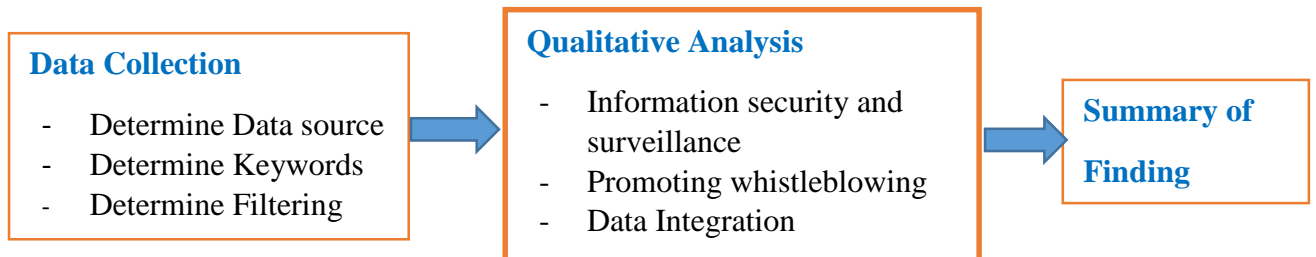 Data Collection
- Determine Data source
- Determine Keywords
- Determine Filtering
Qualitative Analysis
- Information security and
surveillance
- Promoting whistleblowing
- Data Integration
Summary of
Finding